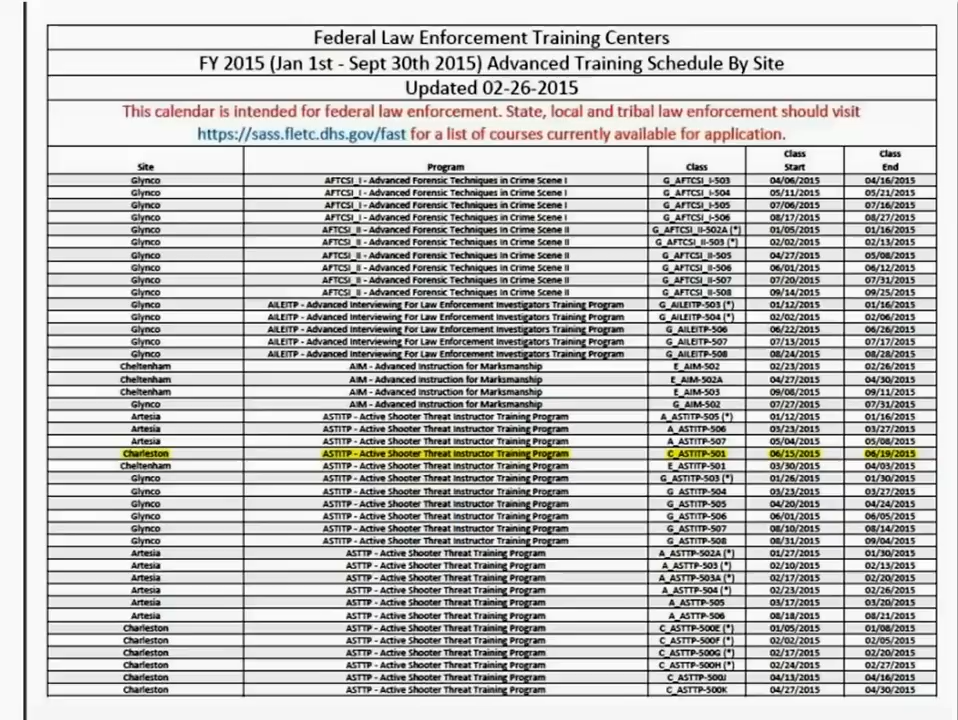 Federal Law Enforcement Training Centers
FY 2015 (Jan 1st - Sept 30th 2015) Advanced Training Schedule By Site
Updated 02-26-2015
This calendar is intended for federal law enforcement. State, local and tribal law enforcement should visit
https://sass.fletc.dhs.gov/fast for a list of courses currently available for application.
Site Program Class Class Start Class End
Glynco AFTCSI_I - Advanced Forensic Techniques in Crime Scene I G_AFTCSI_I-503 04/06/2015 04/16/2015
Glynco AFTCSI_I - Advanced Forensic Techniques in Crime Scene I G_AFTCSI_I-504 05/11/2015 05/21/2015
Glynco AFTCSI_I - Advanced Forensic Techniques in Crime Scene I G_AFTCSI_I-505 07/06/2015 07/16/2015
Glynco AFTCSI_I - Advanced Forensic Techniques in Crime Scene I G_AFTCSI_I-506 08/17/2015 08/27/2015
Glynco AFTCSI_II - Advanced Forensic Techniques in Crime Scene II G_AFTCSI_II-502A (*) 01/05/2015 01/16/2015
Glynco AFTCSI_II - Advanced Forensic Techniques in Crime Scene II G_AFTCSI_II-503 (*) 02/02/2015 02/13/2015
Glynco AFTCSI_II - Advanced Forensic Techniques in Crime Scene II G_AFTCSI_II-505 04/27/2015 05/08/2015
Glynco AFTCSI_II - Advanced Forensic Techniques in Crime Scene II G_AFTCSI_II-506 06/01/2015 06/12/2015
Glynco AFTCSI_II - Advanced Forensic Techniques in Crime Scene II G_AFTCSI_II-507 07/20/2015 07/31/2015
Glynco AFTCSI_II - Advanced Forensic Techniques in Crime Scene II G_AFTCSI_II-508 09/14/2015 09/25/2015
Glynco AILEITP - Advanced Interviewing For Law Enforcement Investigators Training Program G_AILEITP-503 (*) 01/12/2015 01/16/2015
Glynco AILEITP - Advanced Interviewing For Law Enforcement Investigators Training Program G_AILEITP-504 (*) 02/02/2015 02/06/2015
Glynco AILEITP - Advanced Interviewing For Law Enforcement Investigators Training Program G_AILEITP-506 06/22/2015 06/26/2015
Glynco AILEITP - Advanced Interviewing For Law Enforcement Investigators Training Program G_AILEITP-507 07/13/2015 07/17/2015
Glynco AILEITP - Advanced Interviewing For Law Enforcement Investigators Training Program G_AILEITP-508 08/24/2015 08/28/2015
Cheltenham AIM - Advanced Instruction for Marksmanship E_AIM-502 02/23/2015 02/26/2015
Cheltenham AIM - Advanced Instruction for Marksmanship E_AIM-502A 04/27/2015 04/30/2015
Cheltenham AIM - Advanced Instruction for Marksmanship E_AIM-503 09/08/2015 09/11/2015
Glynco AIM - Advanced Instruction for Marksmanship G_AIM-502 07/27/2015 07/31/2015
Artesia ASTITP - Active Shooter Threat Instructor Training Program A_ASTITP-505 (*) 01/12/2015 01/16/2015
Artesia ASTITP - Active Shooter Threat Instructor Training Program A_ASTITP-506 03/23/2015 03/27/2015
Artesia ASTITP - Active Shooter Threat Instructor Training Program A_ASTITP-507 05/04/2015 05/08/2015
Charleston ASTITP - Active Shooter Threat Instructor Training Program C_ASTITP-501 06/15/2015 06/19/2015
Cheltenham ASTITP - Active Shooter Threat Instructor Training Program E_ASTITP-501 03/30/2015 04/03/2015
Glynco ASTITP - Active Shooter Threat Instructor Training Program G_ASTITP-503 (*) 01/26/2015 01/30/2015
Glynco ASTITP - Active Shooter Threat Instructor Training Program G_ASTITP-504 03/23/2015 03/27/2015
Glynco ASTITP - Active Shooter Threat Instructor Training Program G_ASTITP-505 04/20/2015 04/24/2015
Glynco ASTITP - Active Shooter Threat Instructor Training Program G_ASTITP-506 06/01/2015 06/05/2015
Glynco ASTITP - Active Shooter Threat Instructor Training Program G_ASTITP-507 08/10/2015 08/14/2015
Glynco ASTITP - Active Shooter Threat Instructor Training Program G_ASTITP-508 08/31/2015 09/04/2015
Artesia ASTTP - Active Shooter Threat Training Program A_ASTTP-502A (*) 01/27/2015 01/30/2015
Artesia ASTTP - Active Shooter Threat Training Program A_ASTTP-503 (*) 02/10/2015 02/13/2015
Artesia ASTTP - Active Shooter Threat Training Program A_ASTTP-503A (*) 02/17/2015 02/20/2015
Artesia ASTTP - Active Shooter Threat Training Program A_ASTTP-504 (*) 02/23/2015 02/26/2015
Artesia ASTTP - Active Shooter Threat Training Program A_ASTTP-505 03/17/2015 03/20/2015
Artesia ASTTP - Active Shooter Threat Training Program A_ASTTP-506 08/18/2015 08/21/2015
Charleston ASTTP - Active Shooter Threat Training Program C_ASTTP-500E (*) 01/05/2015 01/08/2015
Charleston ASTTP - Active Shooter Threat Training Program C_ASTTP-500F (*) 02/02/2015 02/05/2015
Charleston ASTTP - Active Shooter Threat Training Program C_ASTTP-500G (*) 02/17/2015 02/20/2015
Charleston ASTTP - Active Shooter Threat Training Program C_ASTTP-500H (*) 02/24/2015 02/27/2015
Charleston ASTTP - Active Shooter Threat Training Program C_ASTTP-500J 04/13/2015 04/16/2015
Charleston ASTTP - Active Shooter Threat Training Program C_ASTTP-500K 04/27/2015 04/30/2015